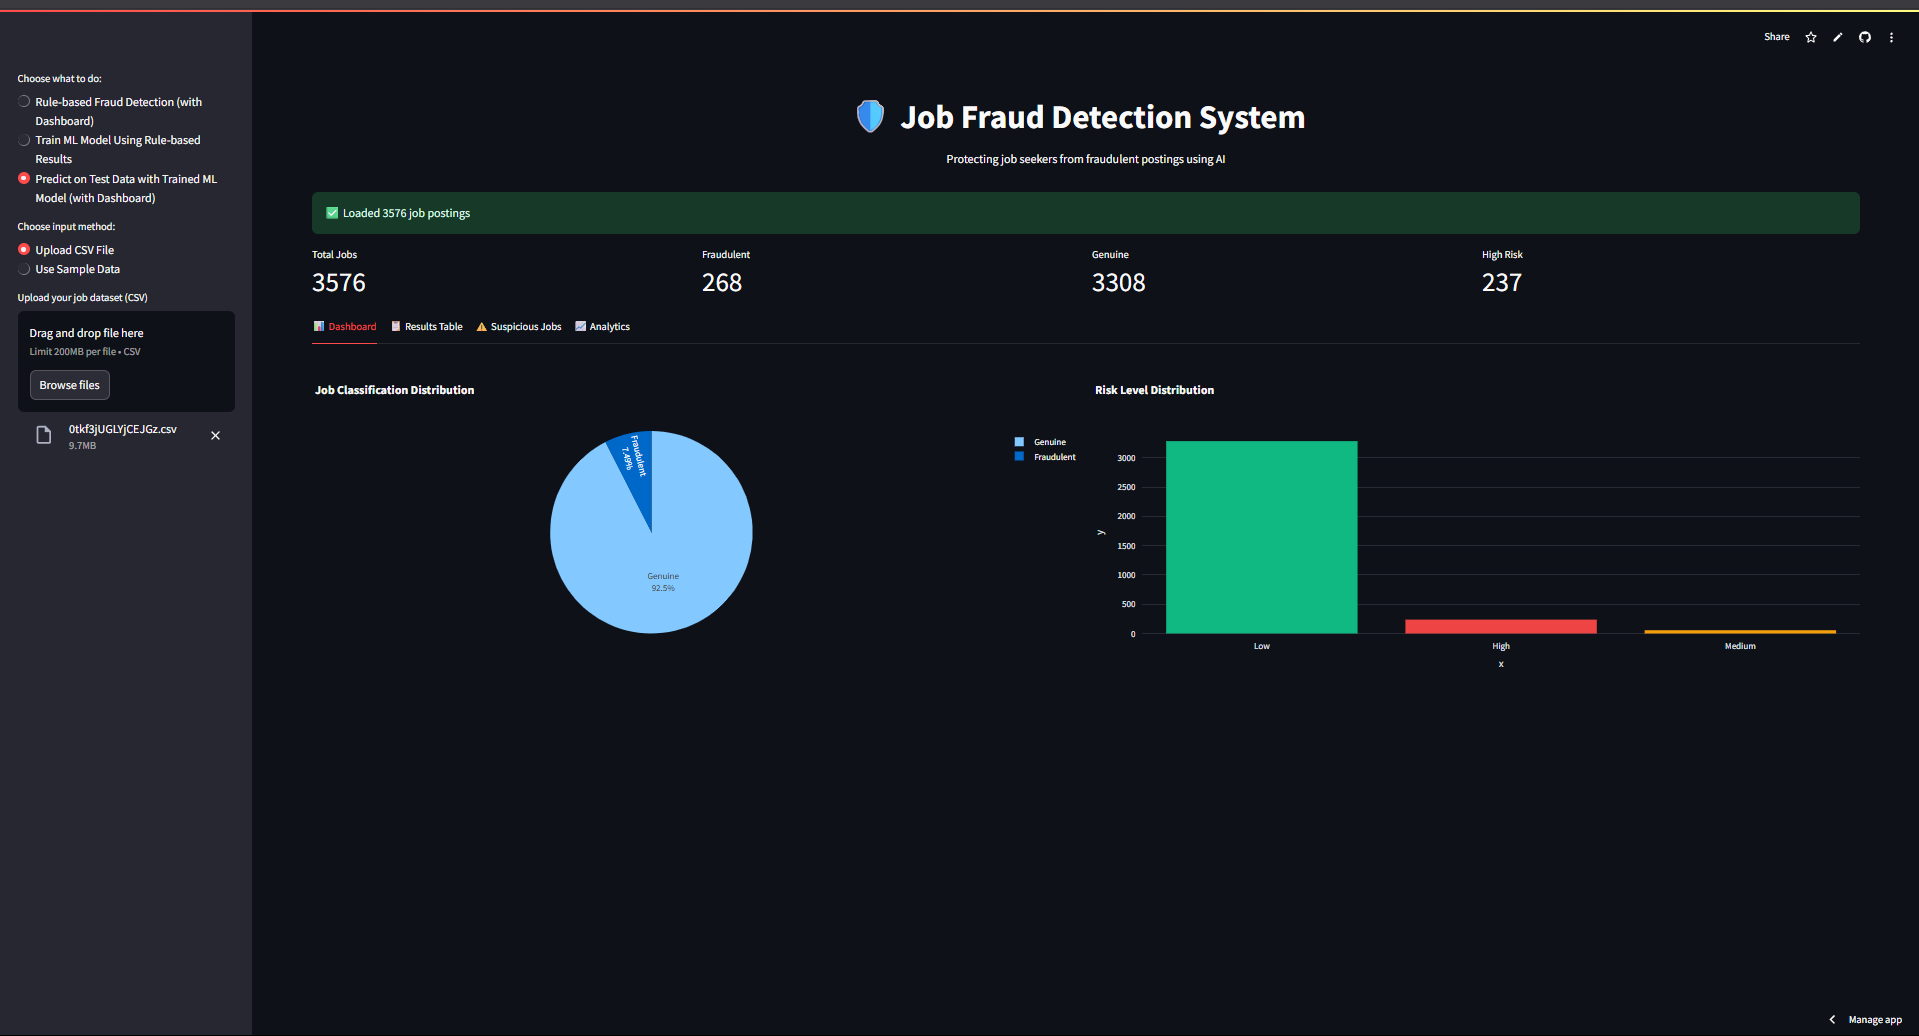 Share
Choose what to do:
Rule-based Fraud Detection (with
Dashboard)
Train ML Model Using Rule-based
Results
Predict on Test Data with Trained ML
Model (with Dashboard)
Choose input method:
Upload CSV File
Use Sample Data
Upload your job dataset (CSV)
Drag and drop file here
Limit 200MB per file • CSV
Browse files
0tkf3jUGLYjCEJGz.csv
9.7MB
Job Fraud Detection System
Protecting job seekers from fraudulent postings using AI
Loaded 3576 job postings
Total Jobs
3576
Fraudulent
268
Genuine
3308
High Risk
237
Dashboard
Results Table
Suspicious Jobs
Analytics
Job Classification Distribution
Fraudulent
7.49%
Genuine
92.5%
Genuine
Fraudulent
Risk Level Distribution
3000
2500
2000
1500
1000
500
0
y
Low
High
Medium
x
Manage app